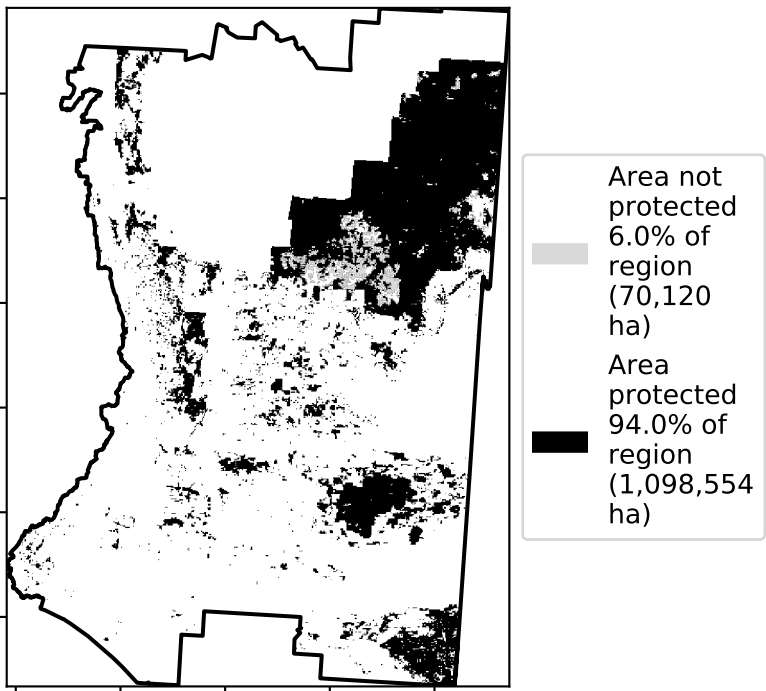 Area not
protected
6.0% of
region
(70,120
ha)
Area
protected
94.0% of
region
(1,098,554
ha)